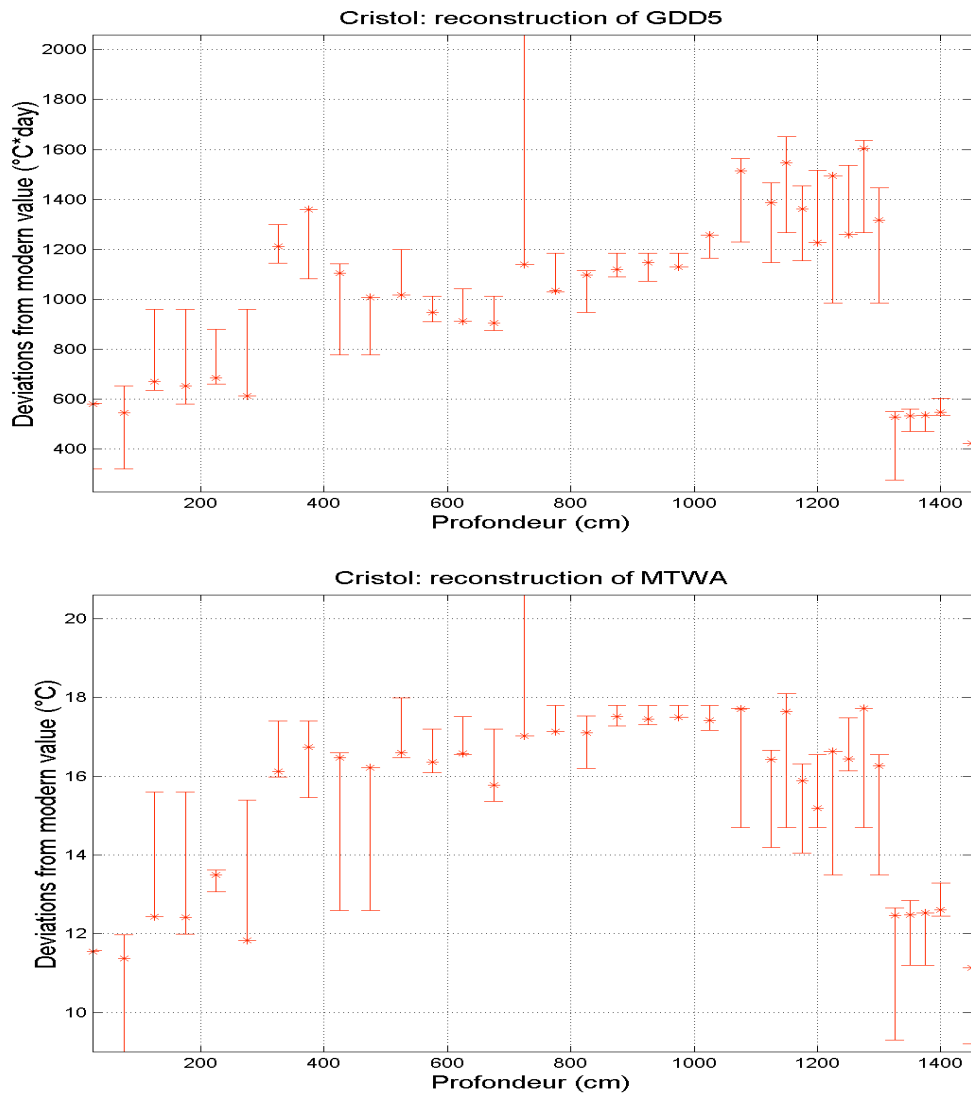 Cristol: reconstruction of GDD5
Deviations from modern value (°C*day)
2000
1800
1600
1400
1200
1000
800
600
400
200 400 600 800 1000 1200 1400
Profondeur (cm)
Cristol: reconstruction of MTWA
Deviations from modern value (°C)
20
18
16
14
12
10
200 400 600 800 1000 1200 1400
Profondeur (cm)